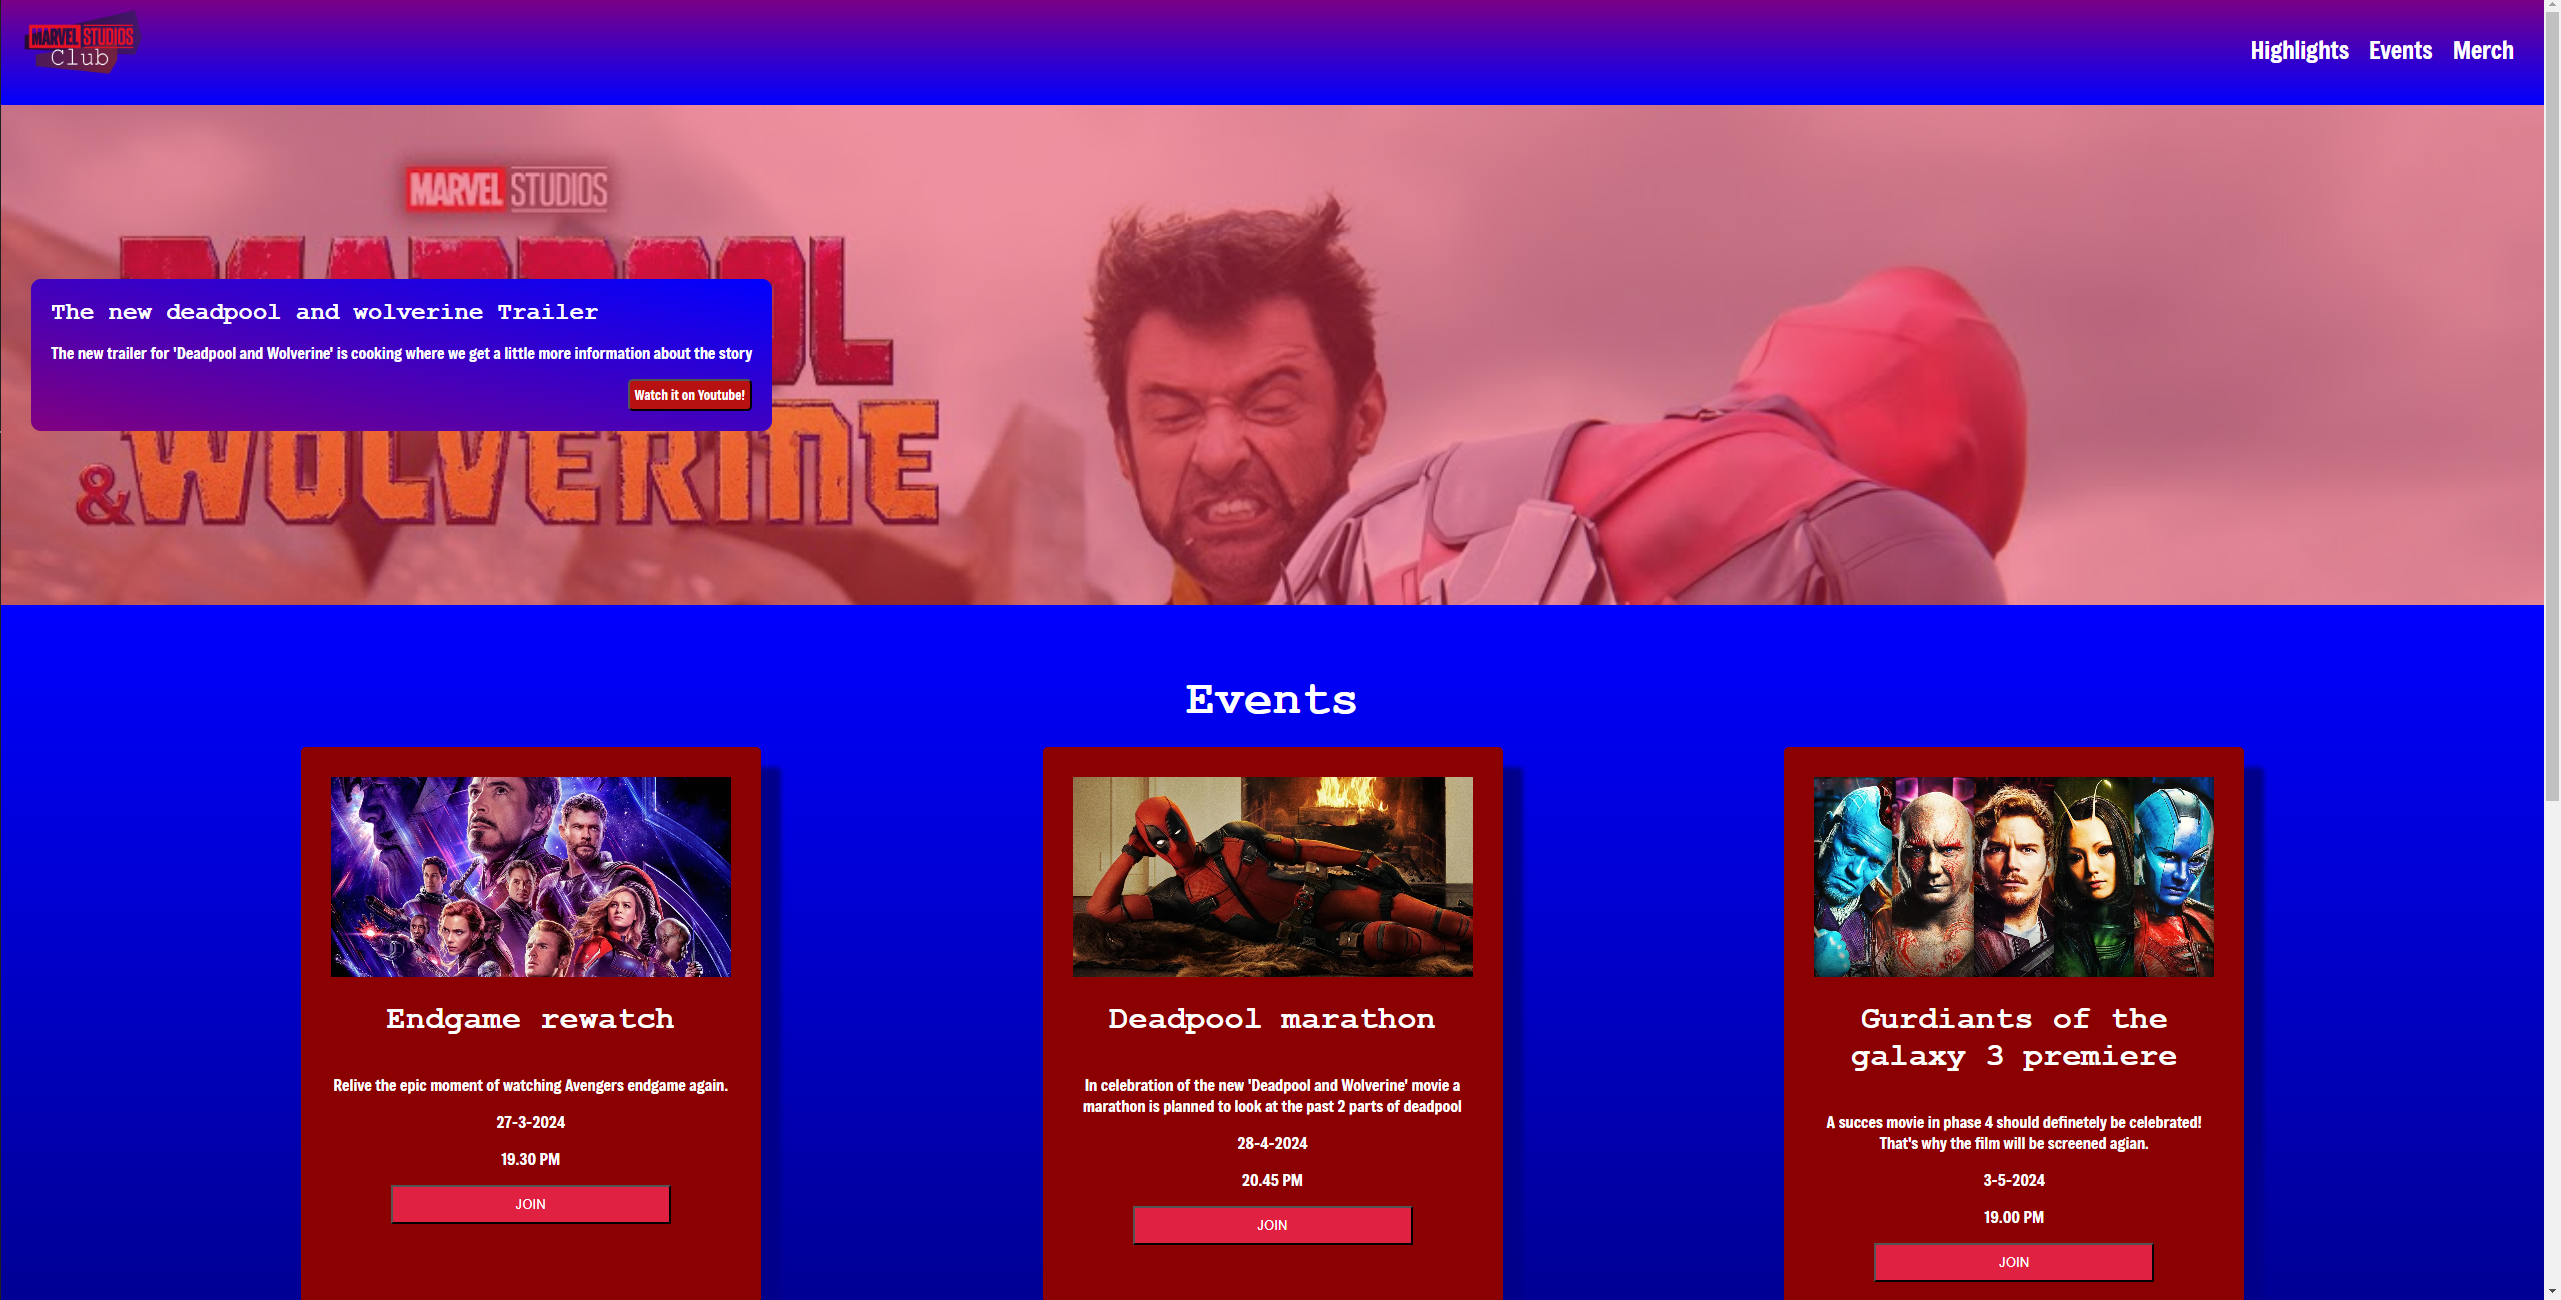 MARVEL STUDIOS
Club
Highlights Events Merch
MARVEL STUDIOS
DEADPOOL
The new deadpool and wolverine Trailer
The new trailer for 'Deadpool and Wolverine' is cooking where we get a little more information about the story
Watch it on Youtube!
& WOLVERINE
Events
Endgame rewatch
Relive the epic moment of watching Avengers endgame again.
27-3-2024
19.30 PM
JOIN
Deadpool marathon
In celebration of the new 'Deadpool and Wolverine' movie a
marathon is planned to look at the past 2 parts of deadpool
28-4-2024
20.45 PM
JOIN
Gurdiants of the
galaxy 3 premiere
A succes movie in phase 4 should definetely be celebrated!
That's why the film will be screened agian.
3-5-2024
19.00 PM
JOIN